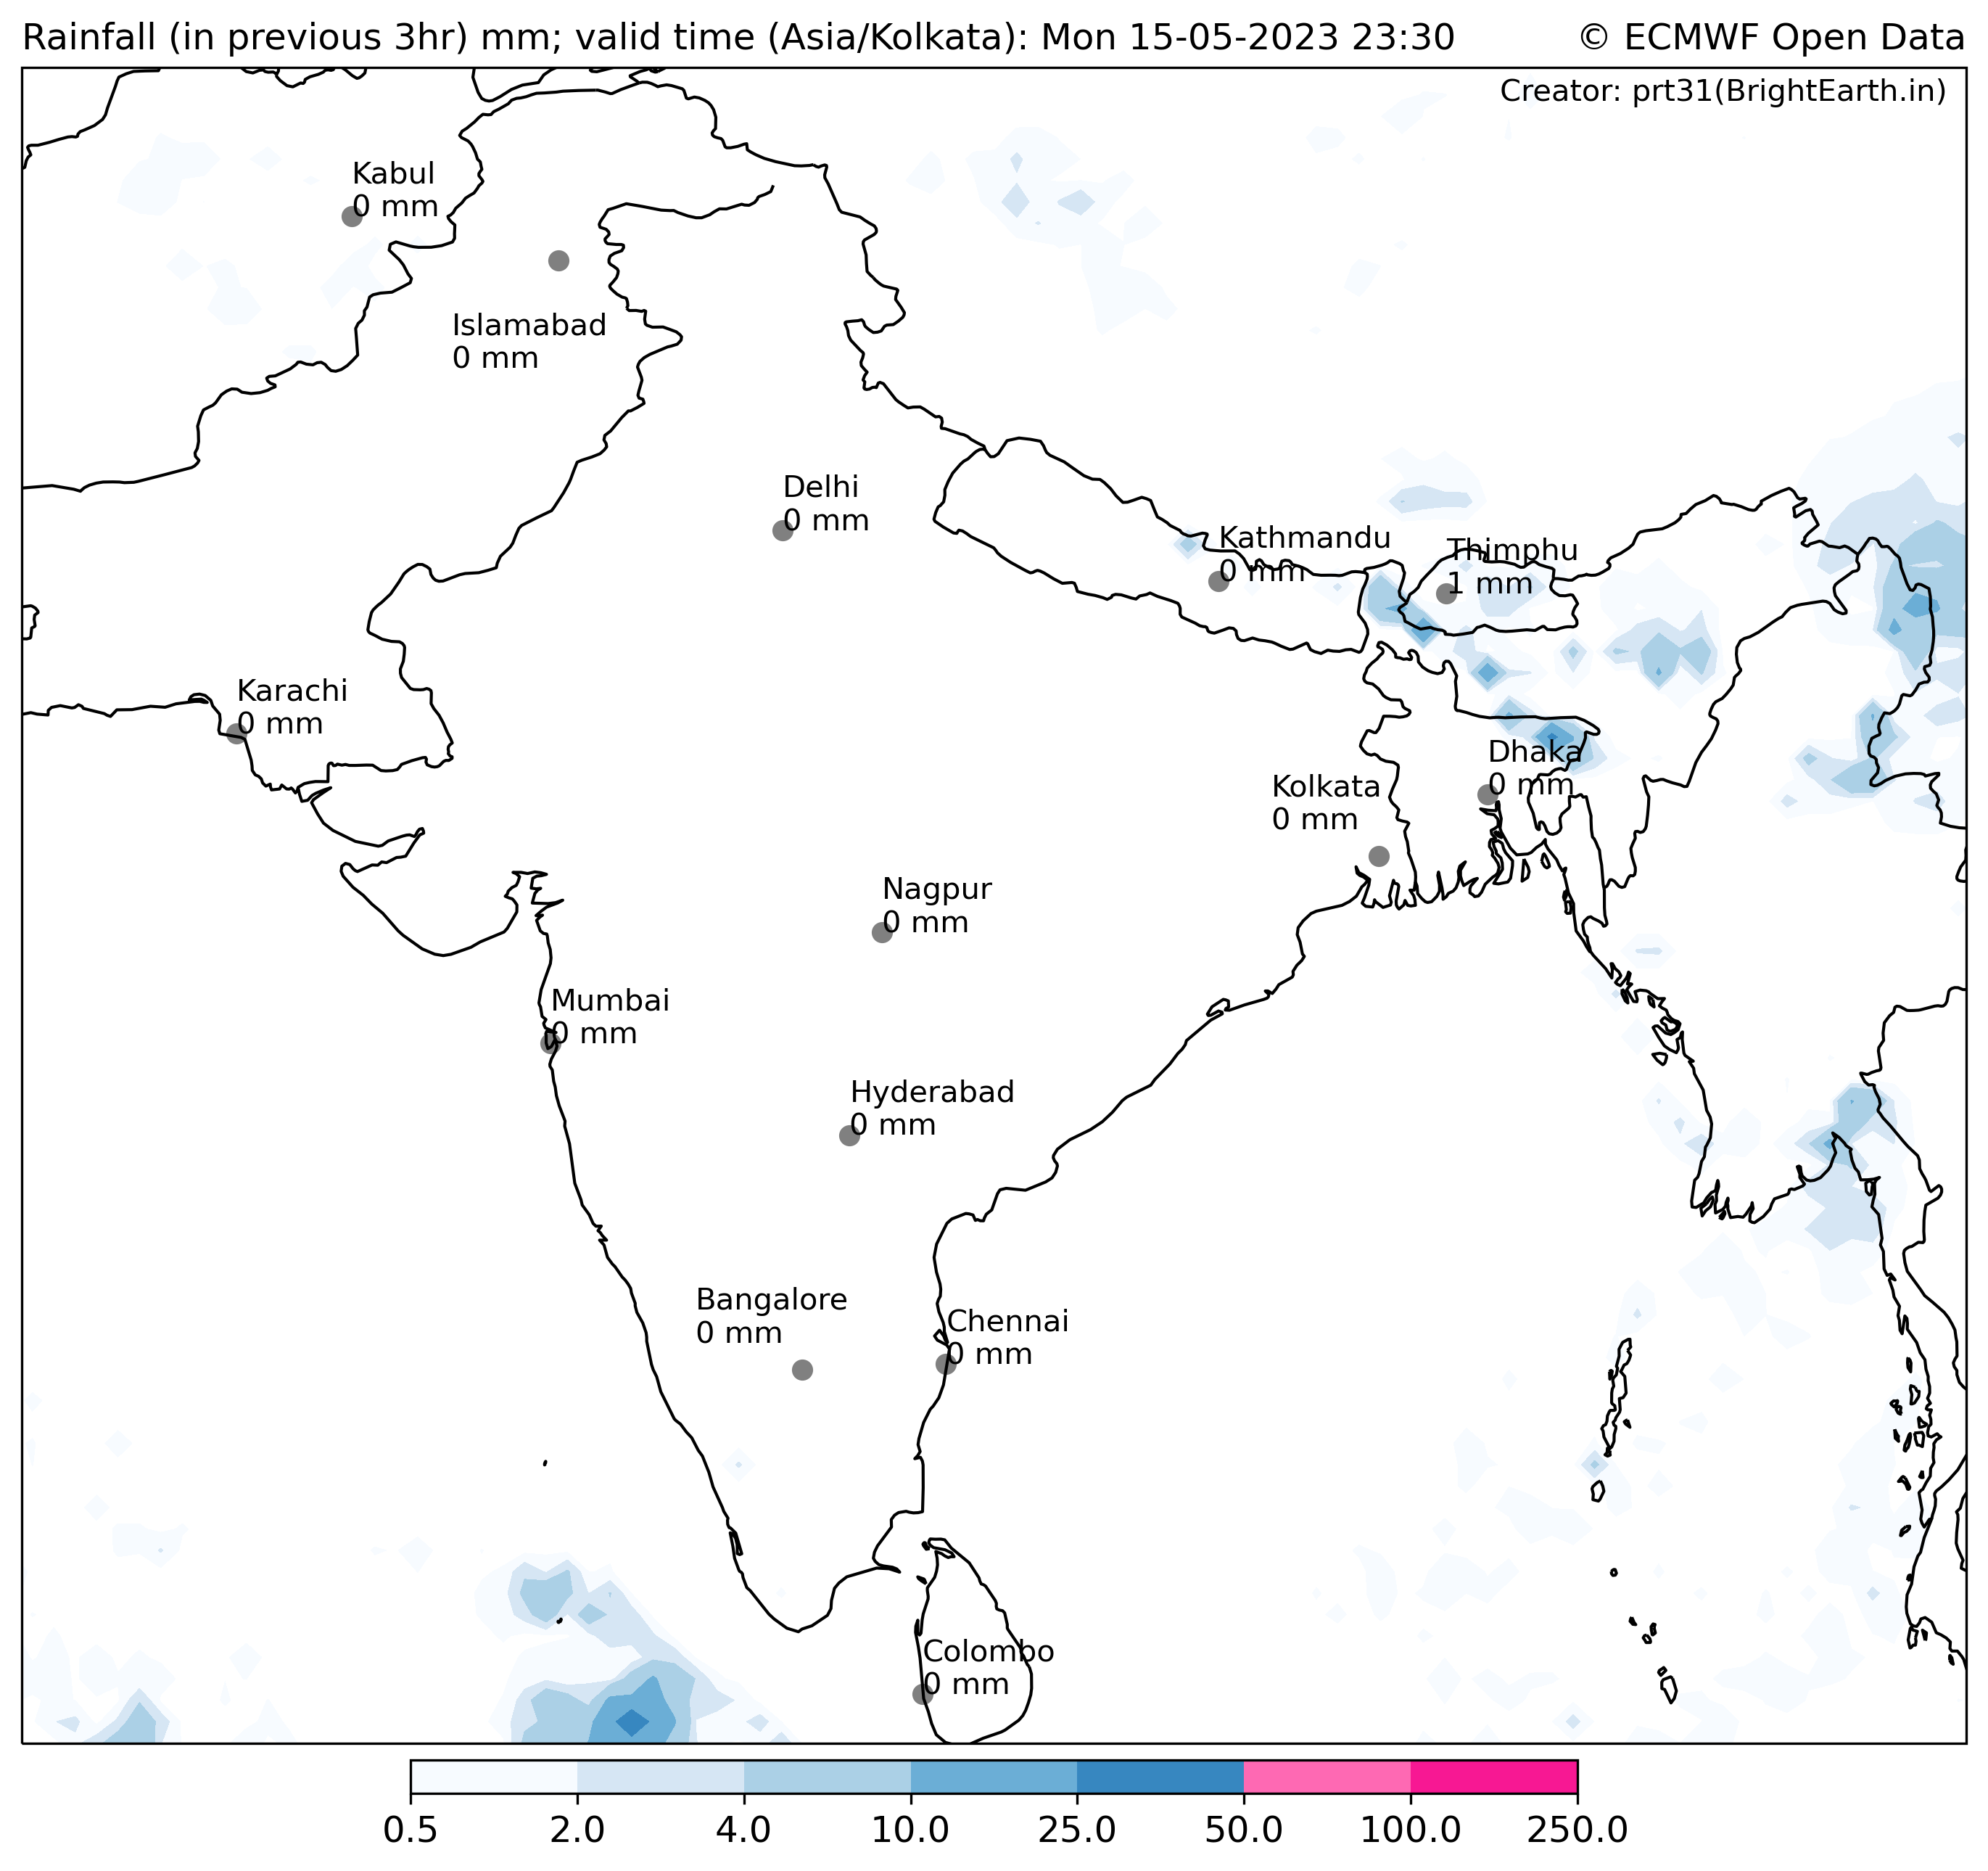 Rainfall (in previous 3hr) mm; valid time (Asia/Kolkata): Mon 15-05-2023 23:30
© ECMWF Open Data
Creator: prt31(BrightEarth.in)
Kabul
0 mm
Islamabad
0 mm
Delhi
0 mm
Kathmandu
0 mm
Thimphu
1 mm
Karachi
0 mm
Dhaka
0 mm
Kolkata
0 mm
Nagpur
0 mm
Mumbai
0 mm
Hyderabad
0 mm
Bangalore
0 mm
Chennai
0 mm
Colombo
0 mm
0.5 2.0 4.0 10.0 25.0 50.0 100.0 250.0